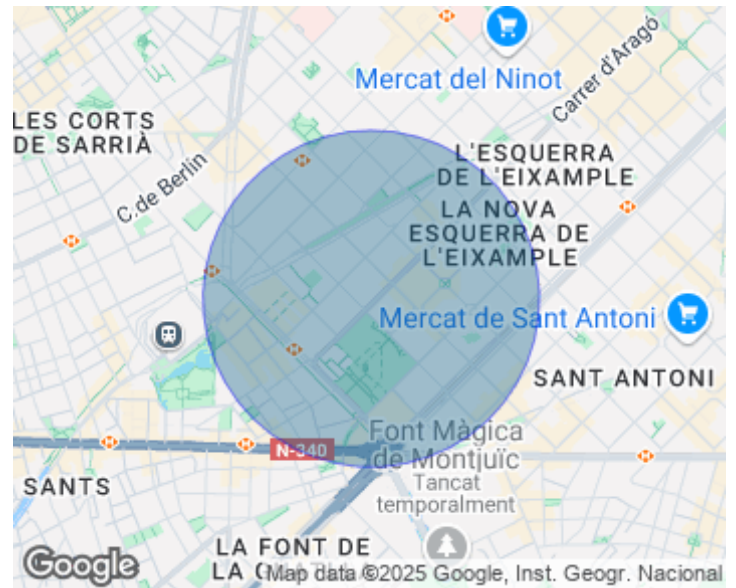 Mercat del Ninot
Carrer d'Aragó
LES CORTS
DE SARRIÀ
C.de Berlin
L'ESQUERRA
DE L'EIXAMPLE
LA NOVA
ESQUERRA DE
L'EIXAMPLE
Mercat de Sant Antoni
SANT ANTONI
Font Màgica
de Montjuïc
Tancat
temporalment
N-340
SANTS
LA FONT DE
LA
Google
Map data ©2025 Google, Inst. Geogr. Nacional